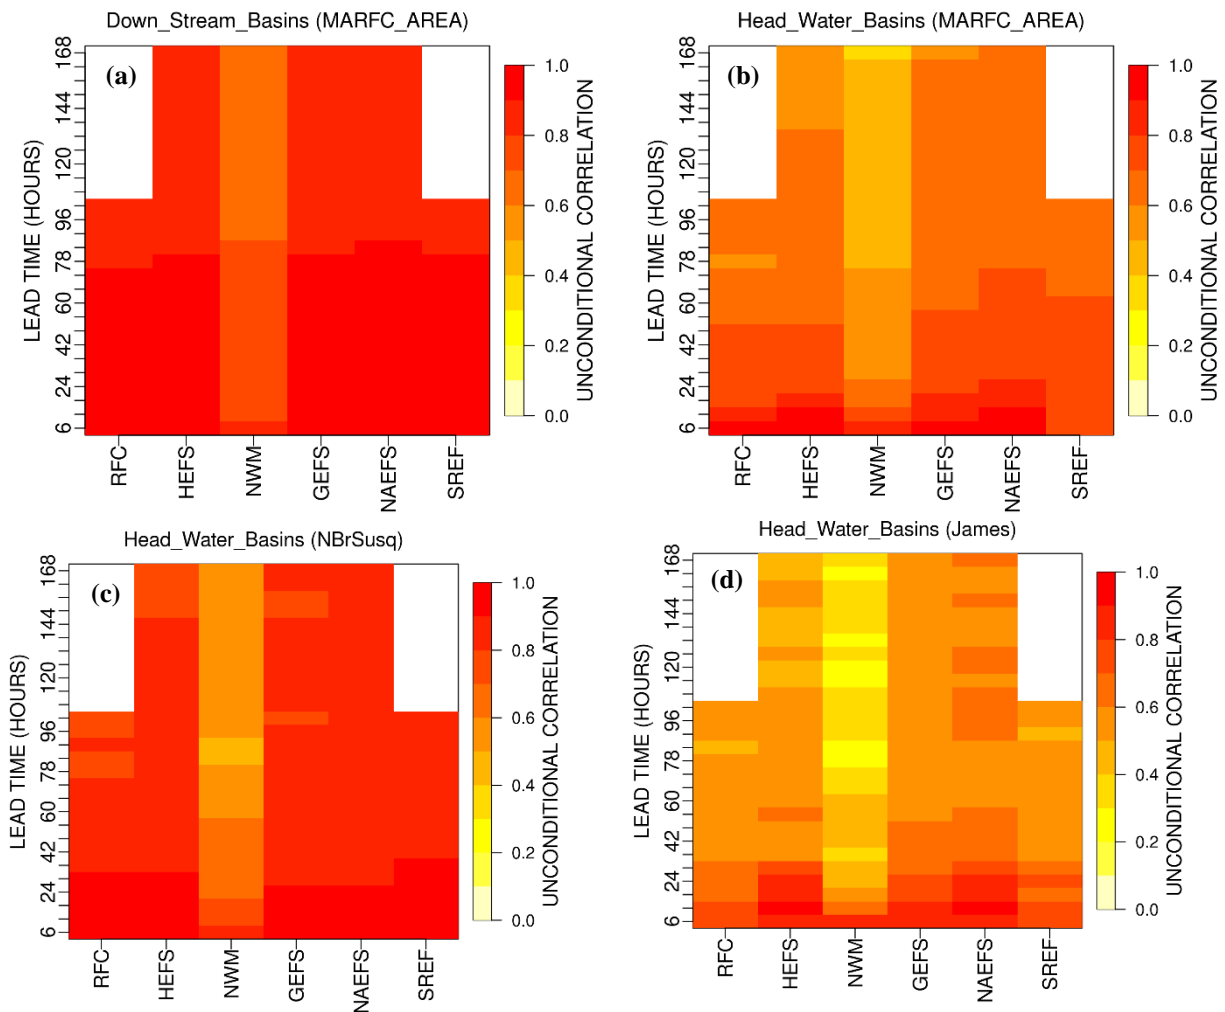 Down_Stream_Basins (MARFC_AREA)
(a)
LEAD TIME (HOURS)
168
144
120
96
78
60
42
24
6
RFC
HEFS
NWM
GEFS
NAEFS
SREF
1.0
0.8
0.6
0.4
0.2
0.0
UNCONDITIONAL CORRELATION
Head_Water_Basins (MARFC_AREA)
(b)
LEAD TIME (HOURS)
168
144
120
96
78
60
42
24
6
RFC
HEFS
NWM
GEFS
NAEFS
SREF
1.0
0.8
0.6
0.4
0.2
0.0
UNCONDITIONAL CORRELATION
Head_Water_Basins (NBrSusq)
(c)
LEAD TIME (HOURS)
168
144
120
96
78
60
42
24
6
RFC
HEFS
NWM
GEFS
NAEFS
SREF
1.0
0.8
0.6
0.4
0.2
0.0
UNCONDITIONAL CORRELATION
Head_Water_Basins (James)
(d)
LEAD TIME (HOURS)
168
144
120
96
78
60
42
24
6
RFC
HEFS
NWM
GEFS
NAEFS
SREF
1.0
0.8
0.6
0.4
0.2
0.0
UNCONDITIONAL CORRELATION